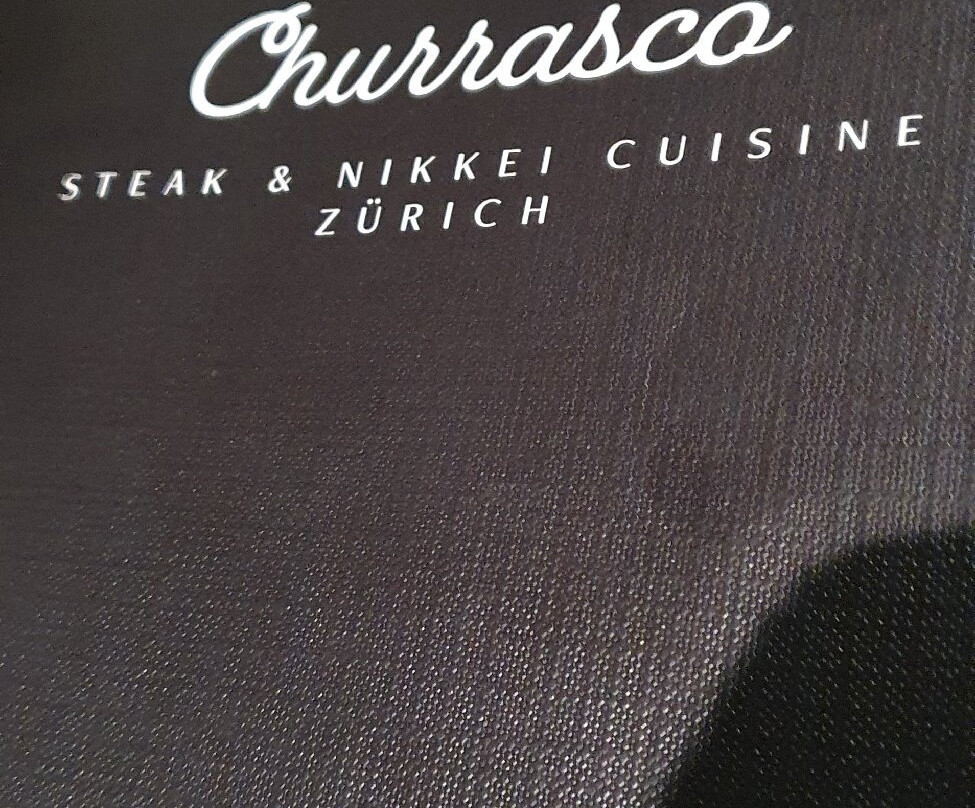 Churrasco
STEAK & NIKKEI CUISINE
ZÜRICH